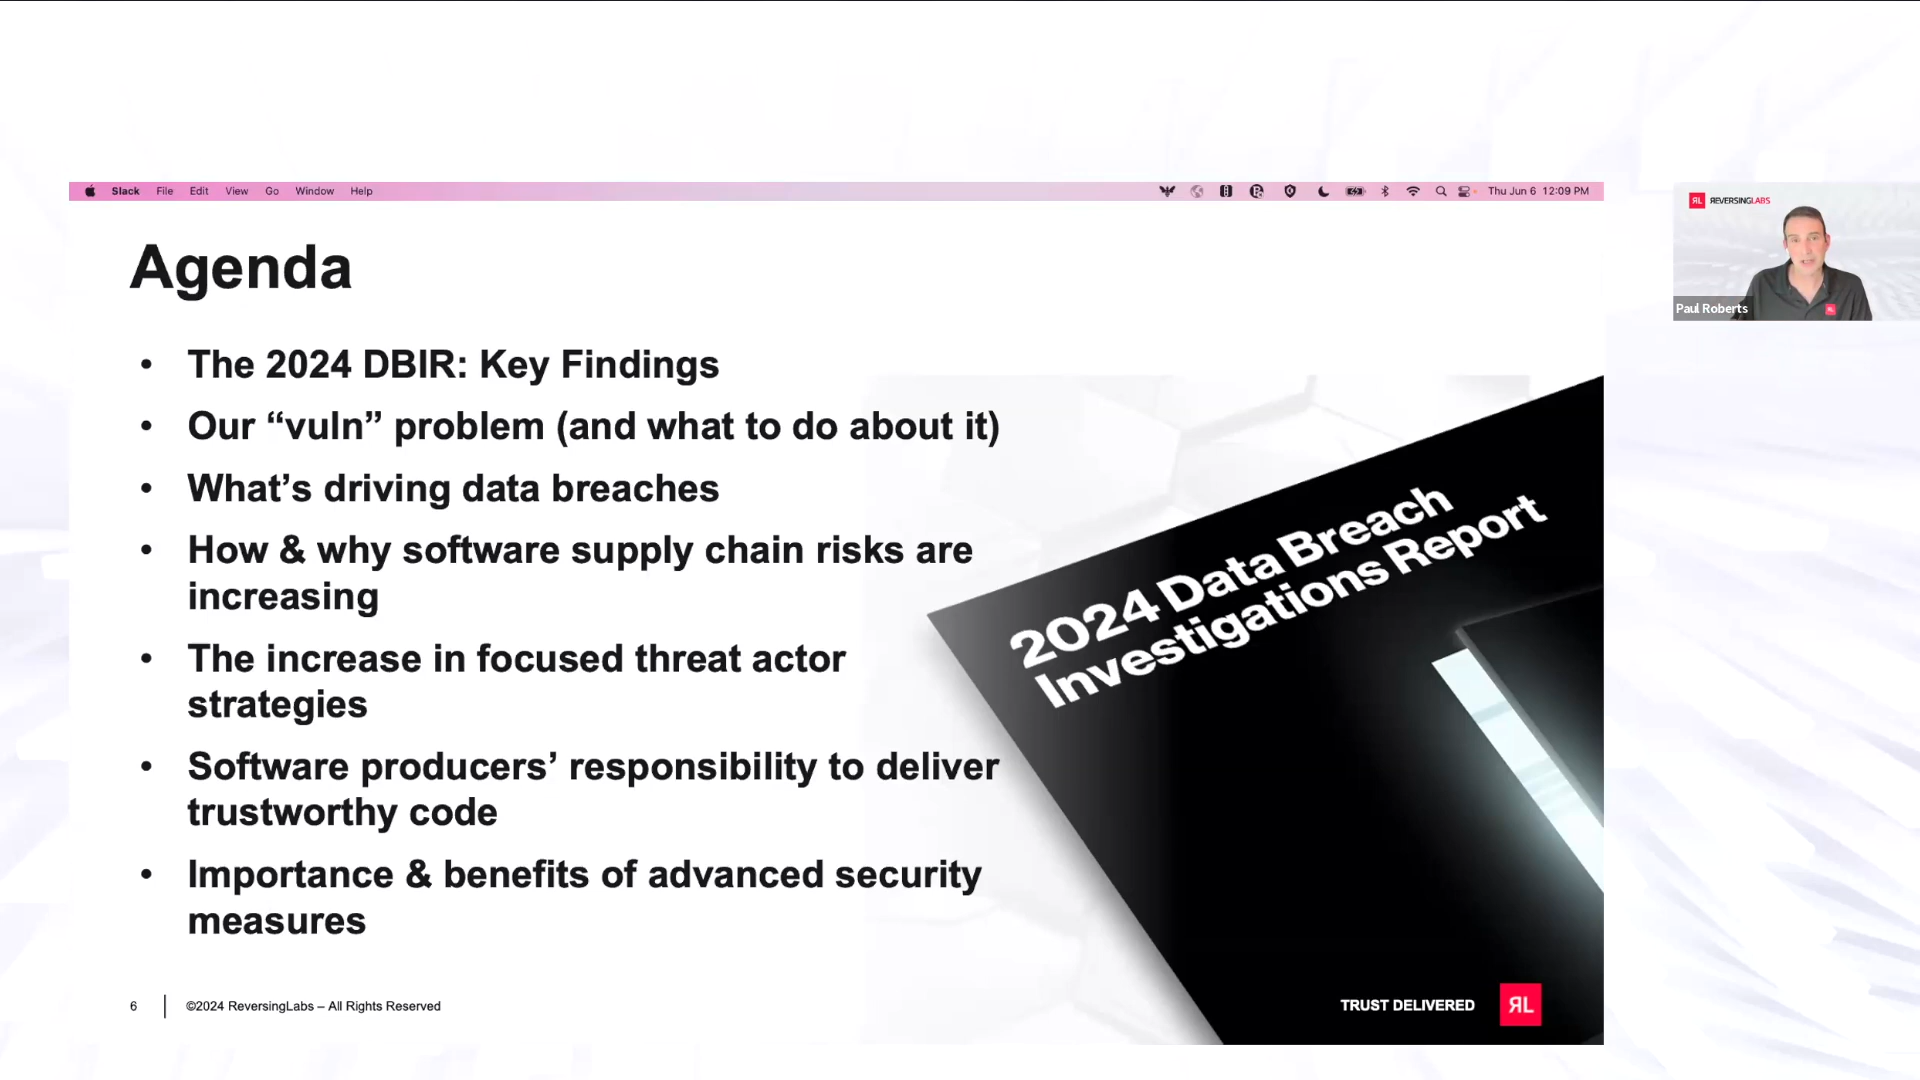 Slack File Edit View Go Window Help
Thu Jun 6 12:09 PM
ЯL ЯEVERSINGLABS
Paul Roberts
Agenda
• The 2024 DBIR: Key Findings
• Our “vuln” problem (and what to do about it)
• What’s driving data breaches
• How & why software supply chain risks are
increasing
• The increase in focused threat actor
strategies
• Software producers’ responsibility to deliver
trustworthy code
• Importance & benefits of advanced security
measures
2024 Data Breach
Investigations Report
6 ©2024 ReversingLabs – All Rights Reserved
TRUST DELIVERED ЯL